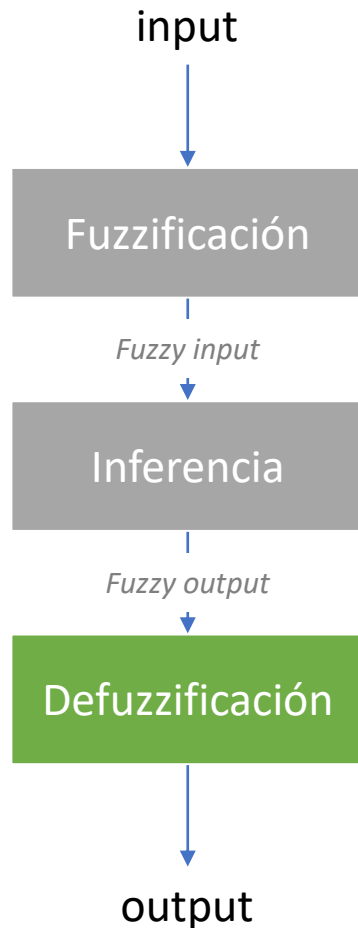 input
Fuzzificación
Fuzzy input
Inferencia
Fuzzy output
Defuzzificación
output